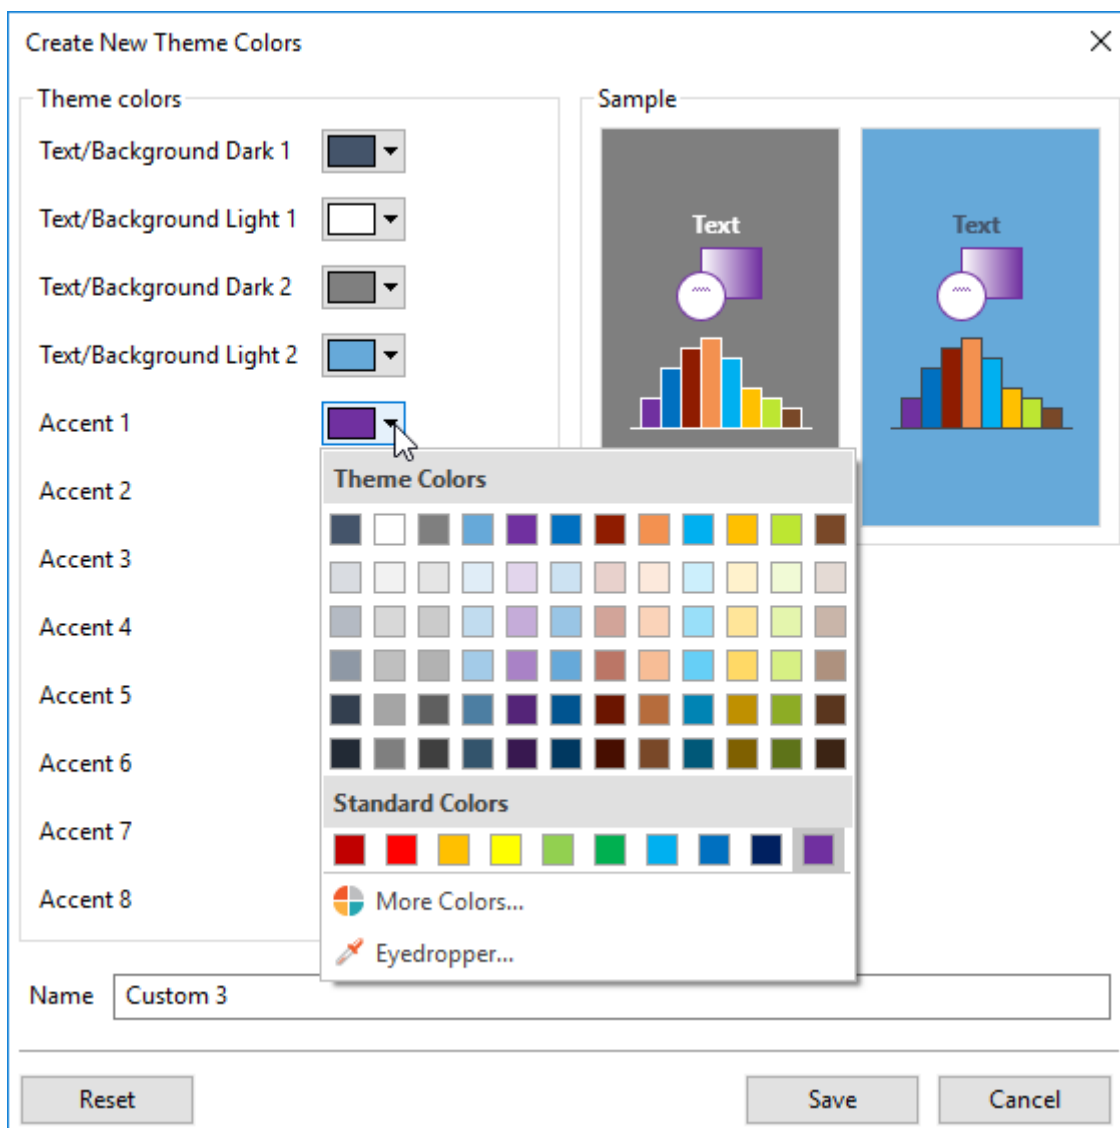 Create New Theme Colors
Theme colors
Text/Background Dark 1
Text/Background Light 1
Text/Background Dark 2
Text/Background Light 2
Accent 1
Accent 2
Accent 3
Accent 4
Accent 5
Accent 6
Accent 7
Accent 8
Sample
Text
Text
Theme Colors
Standard Colors
More Colors...
Eyedropper...
Name Custom 3
Reset Save Cancel